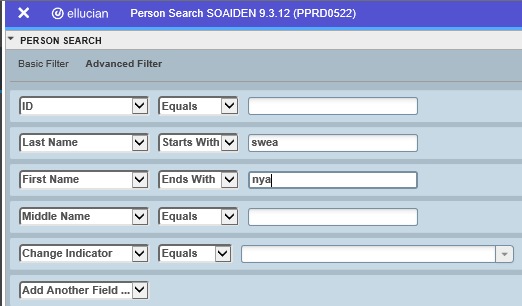 ✕ ellucian Person Search SOAIDEN 9.3.12 (PPRD0522)
PERSON SEARCH
Basic Filter Advanced Filter
ID Equals
Last Name Starts With swea
First Name Ends With nya
Middle Name Equals
Change Indicator Equals
Add Another Field ...